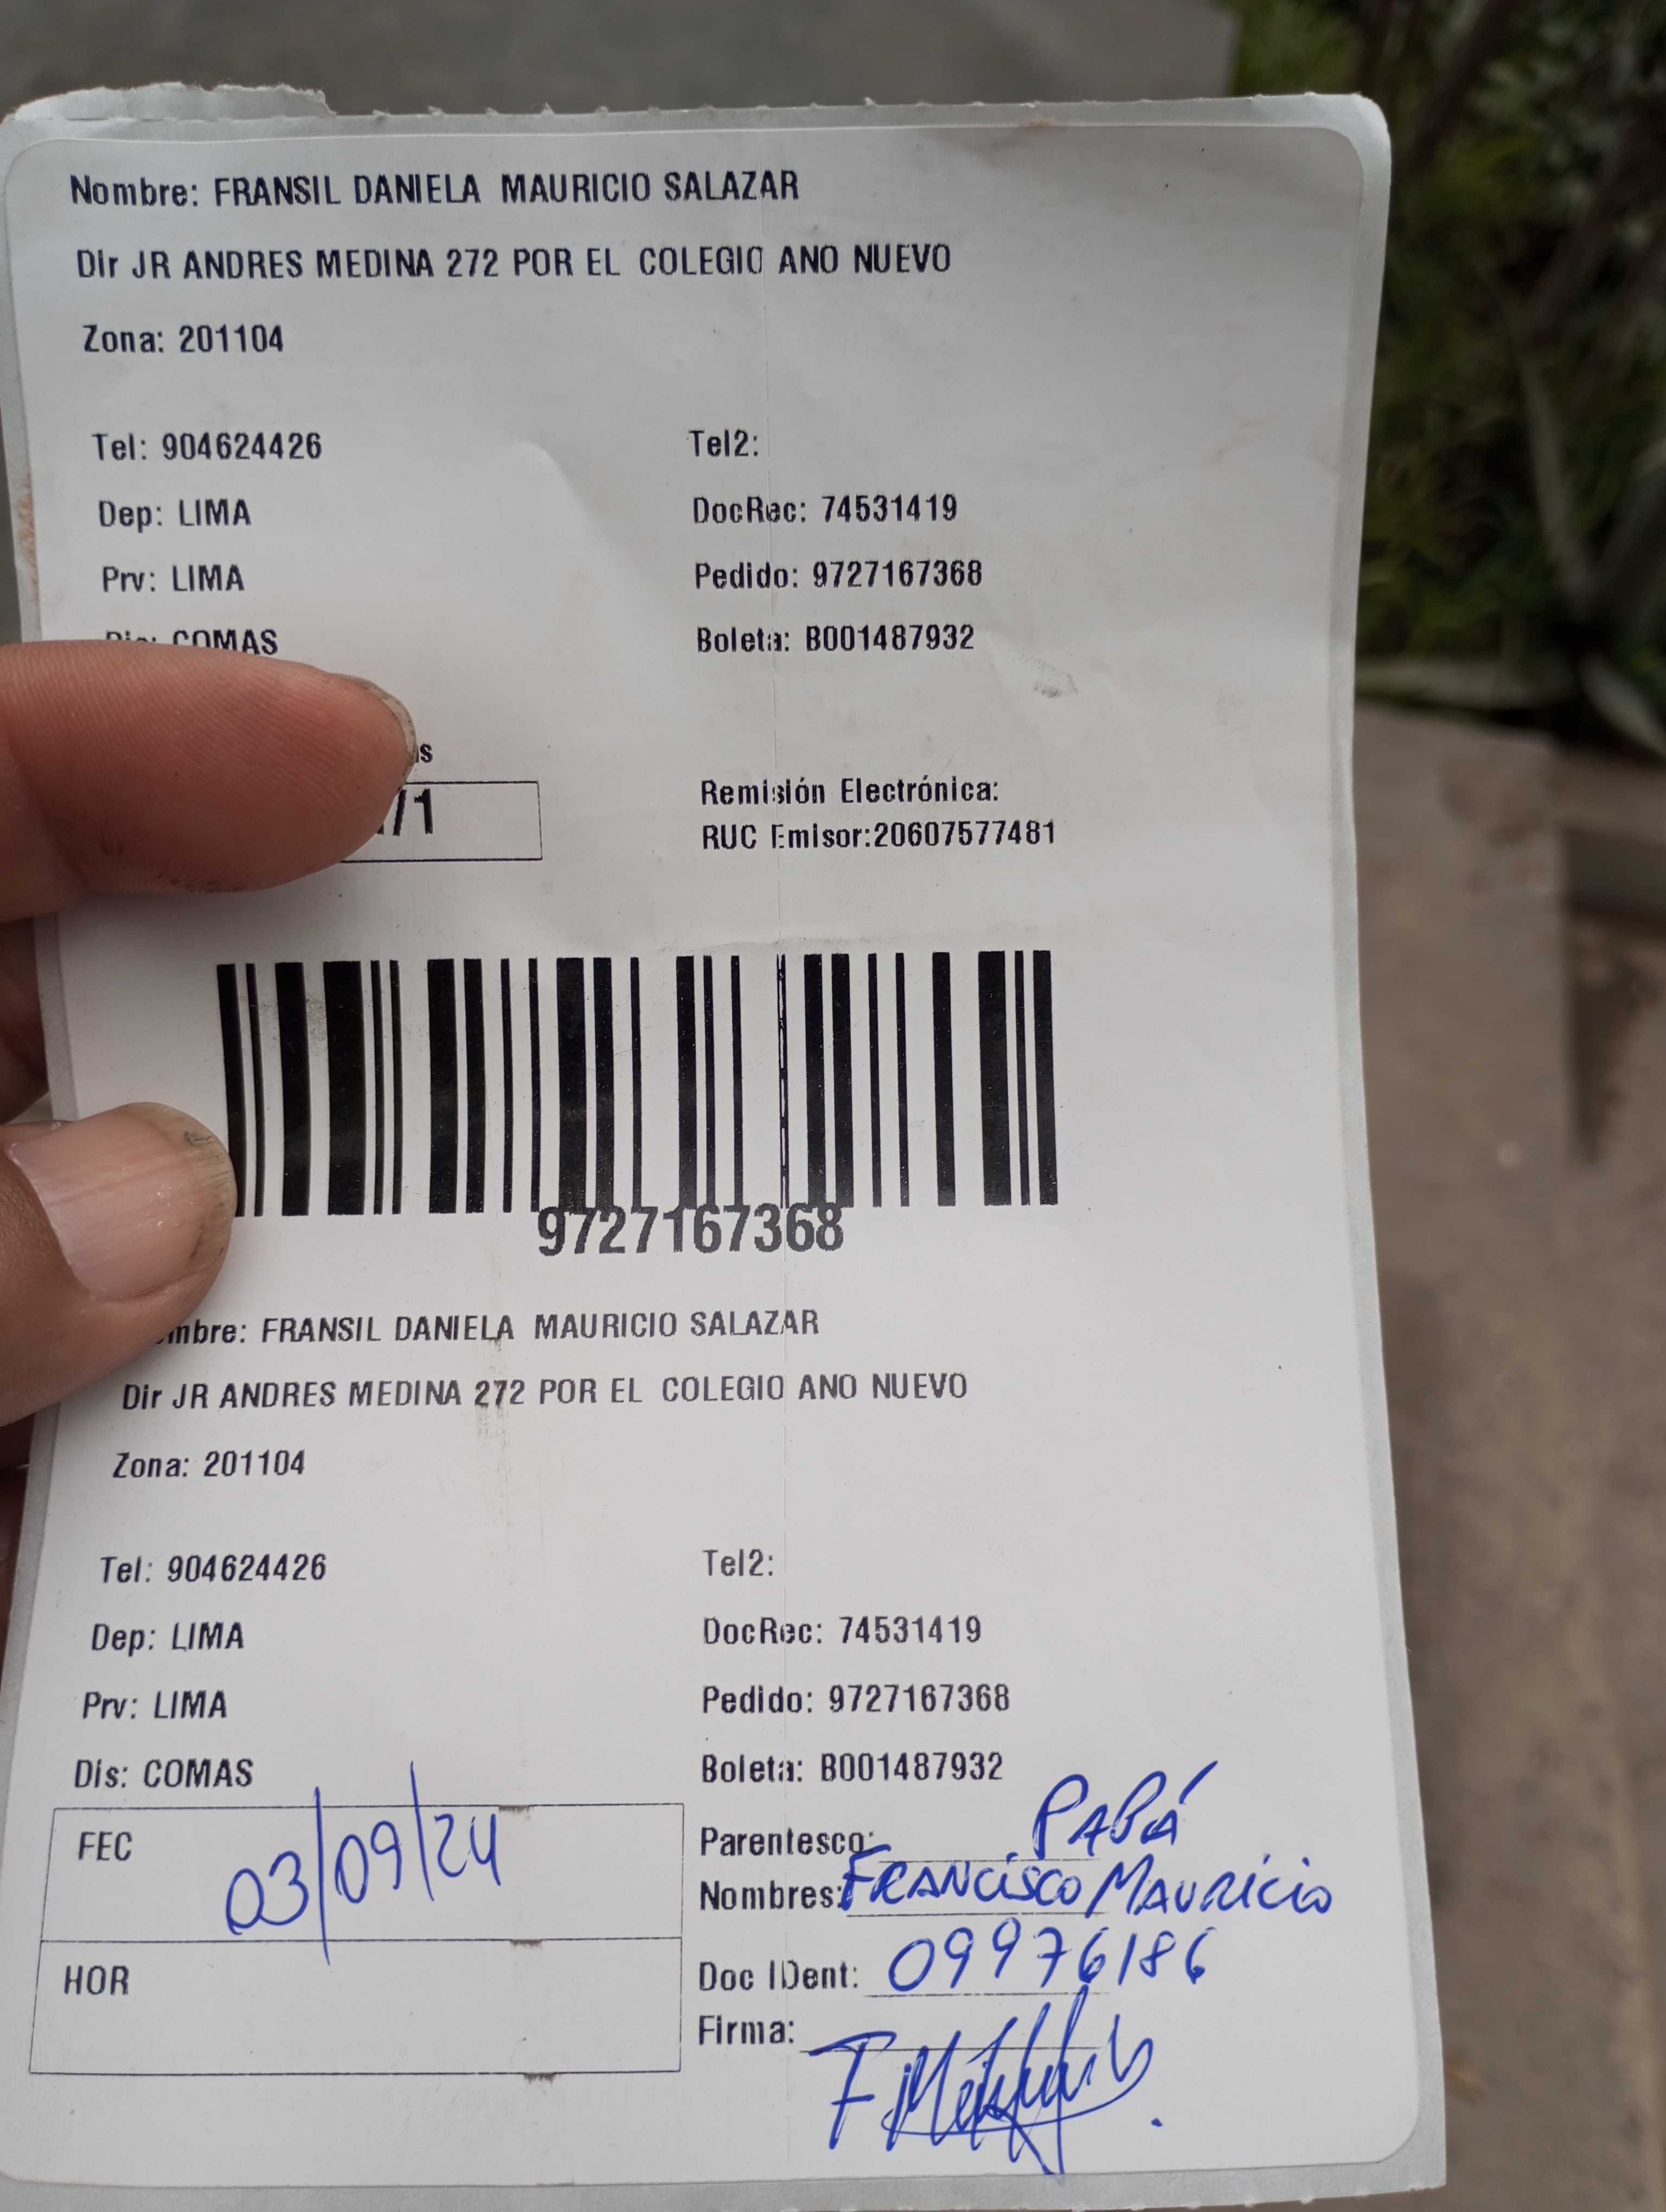 Nombre: FRANSIL DANIELA MAURICIO SALAZAR
Dir JR ANDRES MEDINA 272 POR EL COLEGIO ANO NUEVO
Zona: 201104
Tel: 904624426 Tel2:
Dep: LIMA DocRec: 74531419
Prv: LIMA Pedido: 9727167368
COMAS Boleta: B001487932
/1
Remisión Electrónica:
RUC Emisor:20607577481
9727167368
mbre: FRANSIL DANIELA MAURICIO SALAZAR
Dir JR ANDRES MEDINA 272 POR EL COLEGIO ANO NUEVO
Zona: 201104
Tel: 904624426 Tel2:
Dep: LIMA DocRec: 74531419
Prv: LIMA Pedido: 9727167368
Dis: COMAS Boleta: B001487932
FEC 03/09/24
Parentesco: PAPÁ
Nombres: FRANCISCO MAURICIO
HOR
Doc IDent: 09976186
Firma: